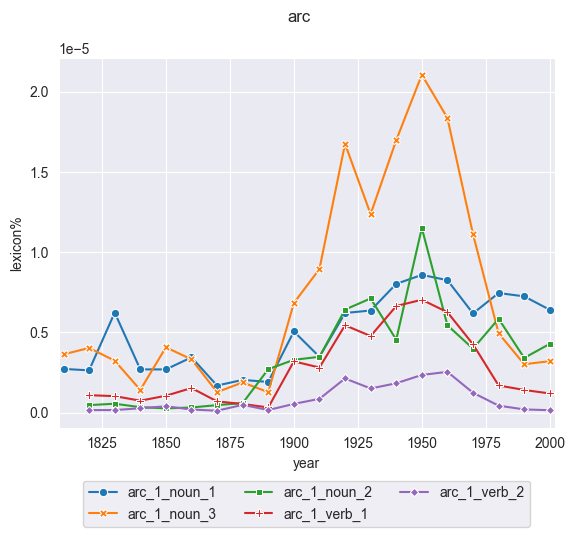 arc
1e−5
2.0
1.5
1.0
0.5
0.0
lexicon%
1825 1850 1875 1900 1925 1950 1975 2000
year
arc_1_noun_1 arc_1_noun_2 arc_1_verb_2
arc_1_noun_3 arc_1_verb_1